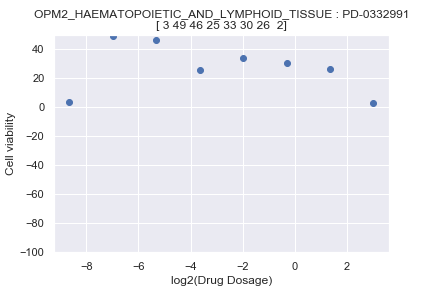 OPM2_HAEMATOPOIETIC_AND_LYMPHOID_TISSUE : PD-0332991
[ 3 49 46 25 33 30 26  2]
40
20
0
−20
−40
−60
−80
−100
Cell viability
−8 −6 −4 −2 0 2
log2(Drug Dosage)